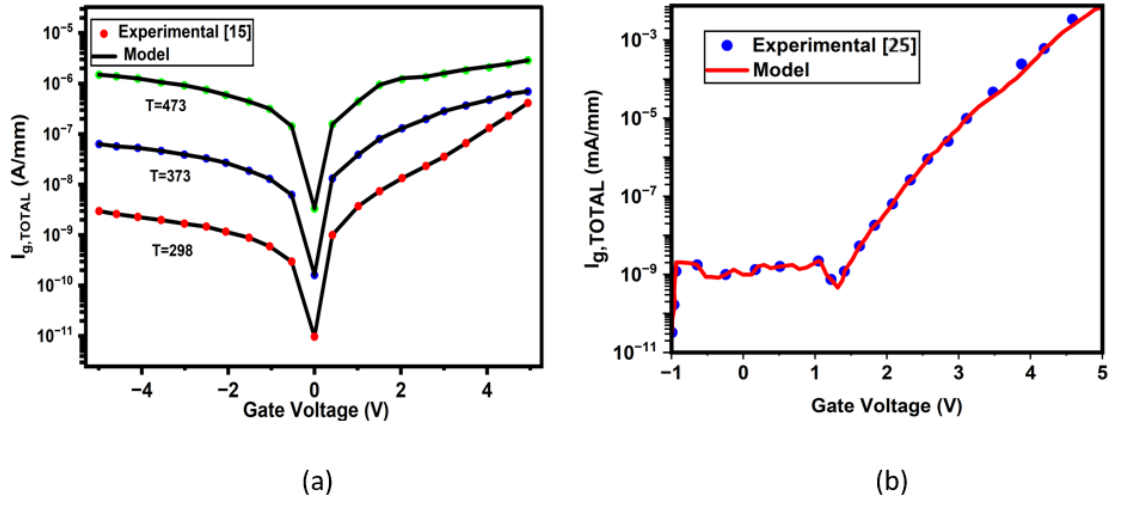 (a)
10⁻⁵
10⁻⁶
10⁻⁷
10⁻⁸
10⁻⁹
10⁻¹⁰
10⁻¹¹
I_g,TOTAL (A/mm)
Experimental [15]
Model
T=473
T=373
T=298
−4
−2
0
2
4
Gate Voltage (V)
(a)
(b)
10⁻³
10⁻⁵
10⁻⁷
10⁻⁹
10⁻¹¹
I_g,TOTAL (mA/mm)
Experimental [25]
Model
−1
0
1
2
3
4
5
Gate Voltage (V)
(b)